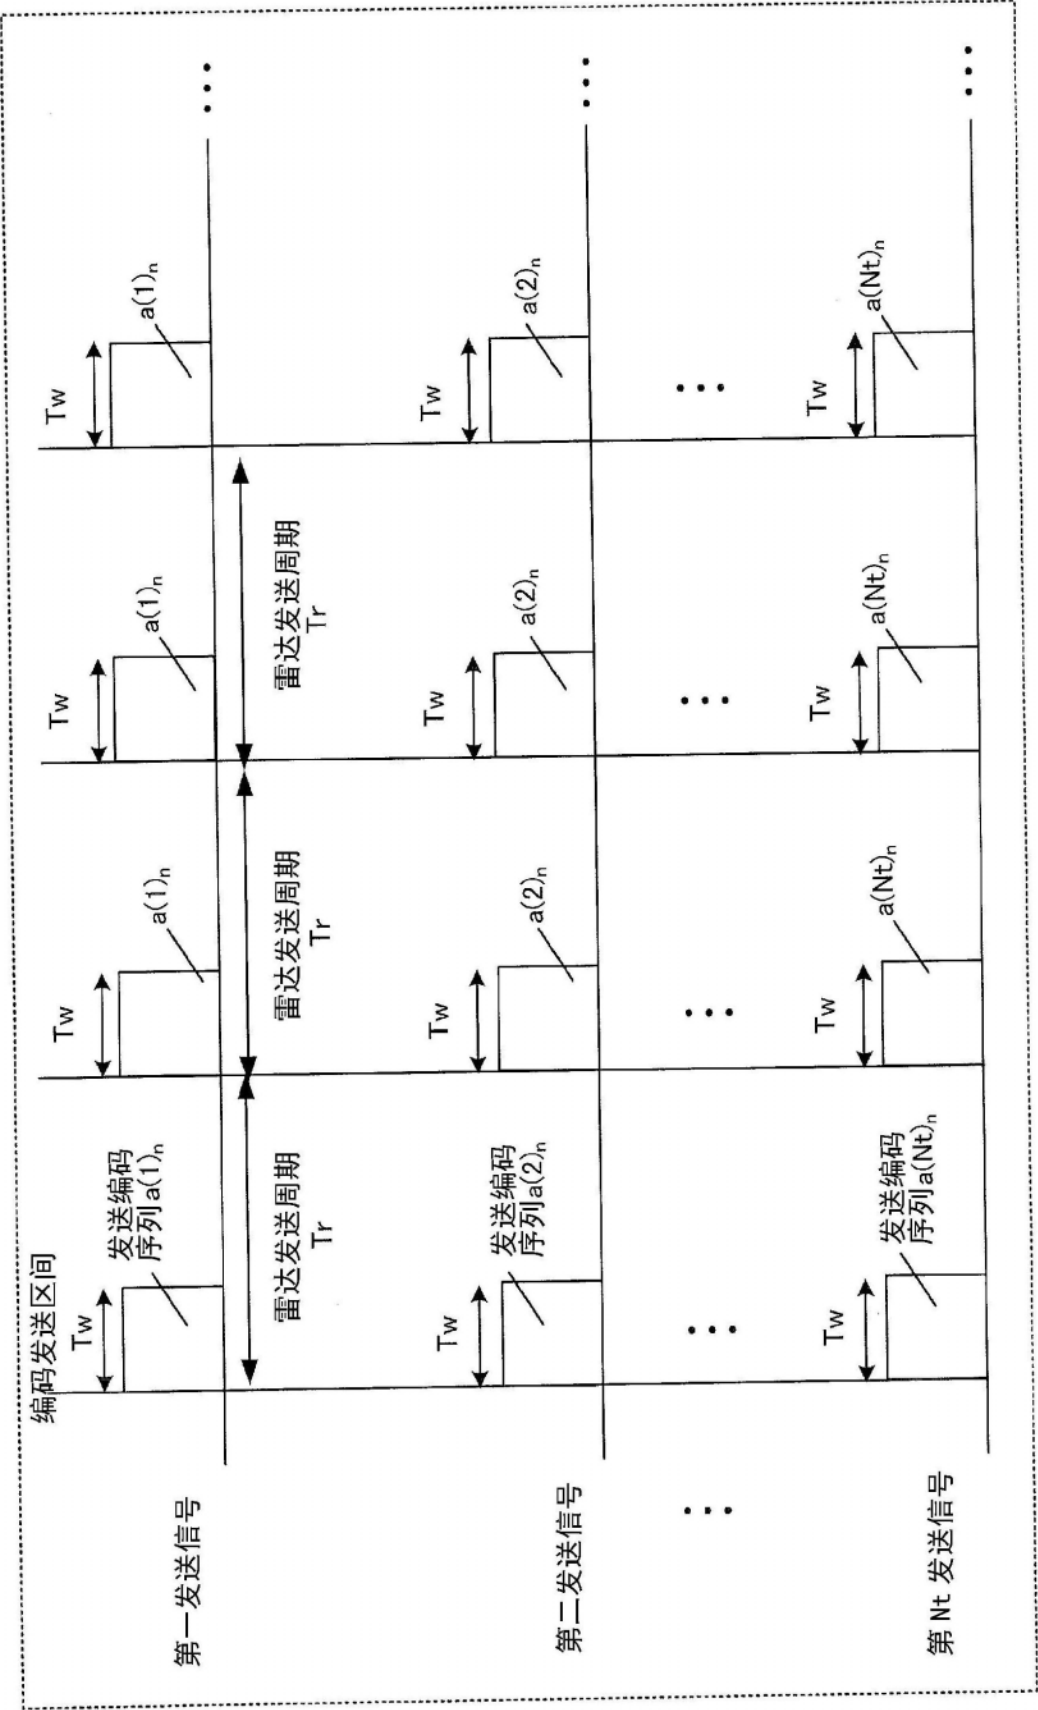 编码发送区间
Tw
发送编码
序列a(1)n
Tw
a(1)n
Tw
a(1)n
Tw
a(1)n
第一发送信号
...
雷达发送周期
Tr
雷达发送周期
Tr
雷达发送周期
Tr
Tw
发送编码
序列a(2)n
Tw
a(2)n
Tw
a(2)n
Tw
a(2)n
第二发送信号
...
... ... ... ... ...
Tw
发送编码
序列a(Nt)n
Tw
a(Nt)n
Tw
a(Nt)n
Tw
a(Nt)n
第 Nt 发送信号
...